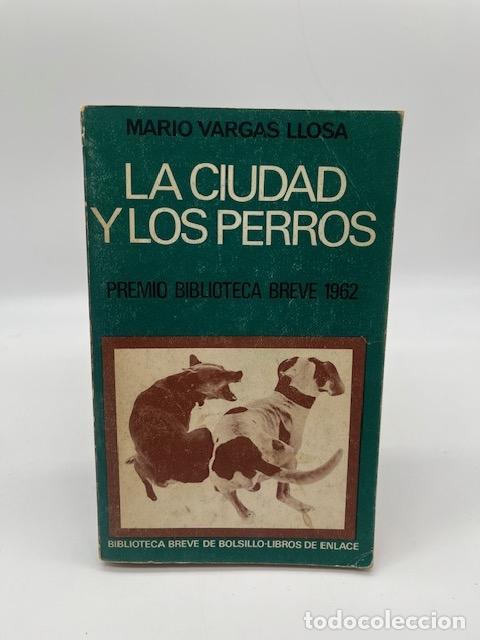 MARIO VARGAS LLOSA
LA CIUDAD
Y LOS PERROS
PREMIO BIBLIOTECA BREVE 1962
BIBLIOTECA BREVE DE BOLSILLO·LIBROS DE ENLACE
todocoleccion